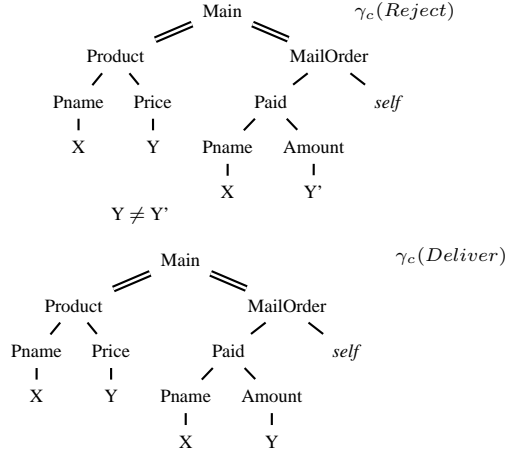 Main γc(Reject)
Product MailOrder
Pname Price Paid self
X Y Pname Amount
X Y'
Y ≠ Y'
Main γc(Deliver)
Product MailOrder
Pname Price Paid self
X Y Pname Amount
X Y